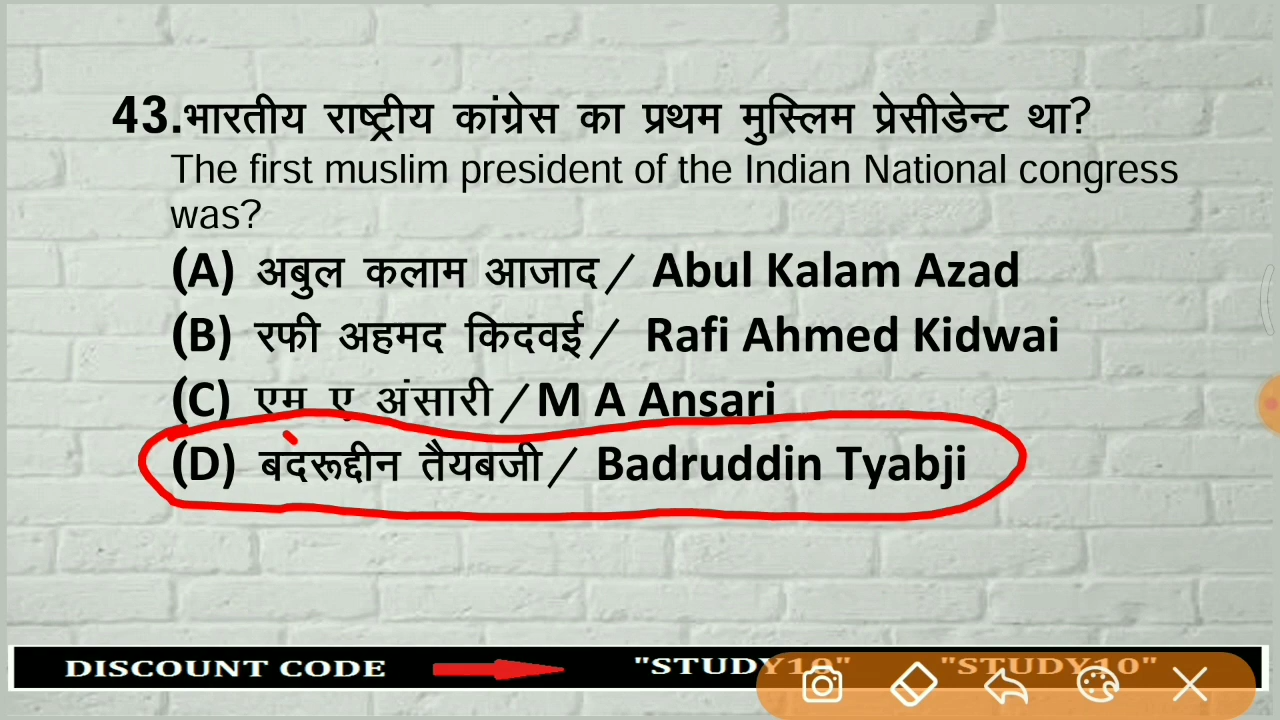 43.भारतीय राष्ट्रीय कांग्रेस का प्रथम मुस्लिम प्रेसीडेन्ट था?
The first muslim president of the Indian National congress
was?
(A) अबुल कलाम आजाद / Abul Kalam Azad
(B) रफी अहमद किदवई / Rafi Ahmed Kidwai
(C) एम ए अंसारी / M A Ansari
(D) बदरूद्दीन तैयबजी / Badruddin Tyabji
DISCOUNT CODE "STUDY10" "STUDY10"